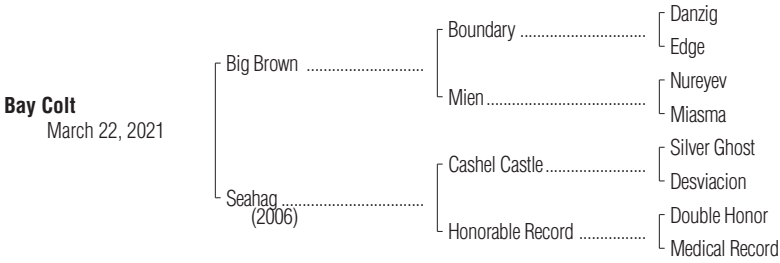 Bay Colt
March 22, 2021
Big Brown ............................
Seahag ..................................
(2006)
Boundary ..............................
Mien ......................................
Cashel Castle ........................
Honorable Record ................
Danzig
Edge
Nureyev
Miasma
Silver Ghost
Desviacion
Double Honor
Medical Record